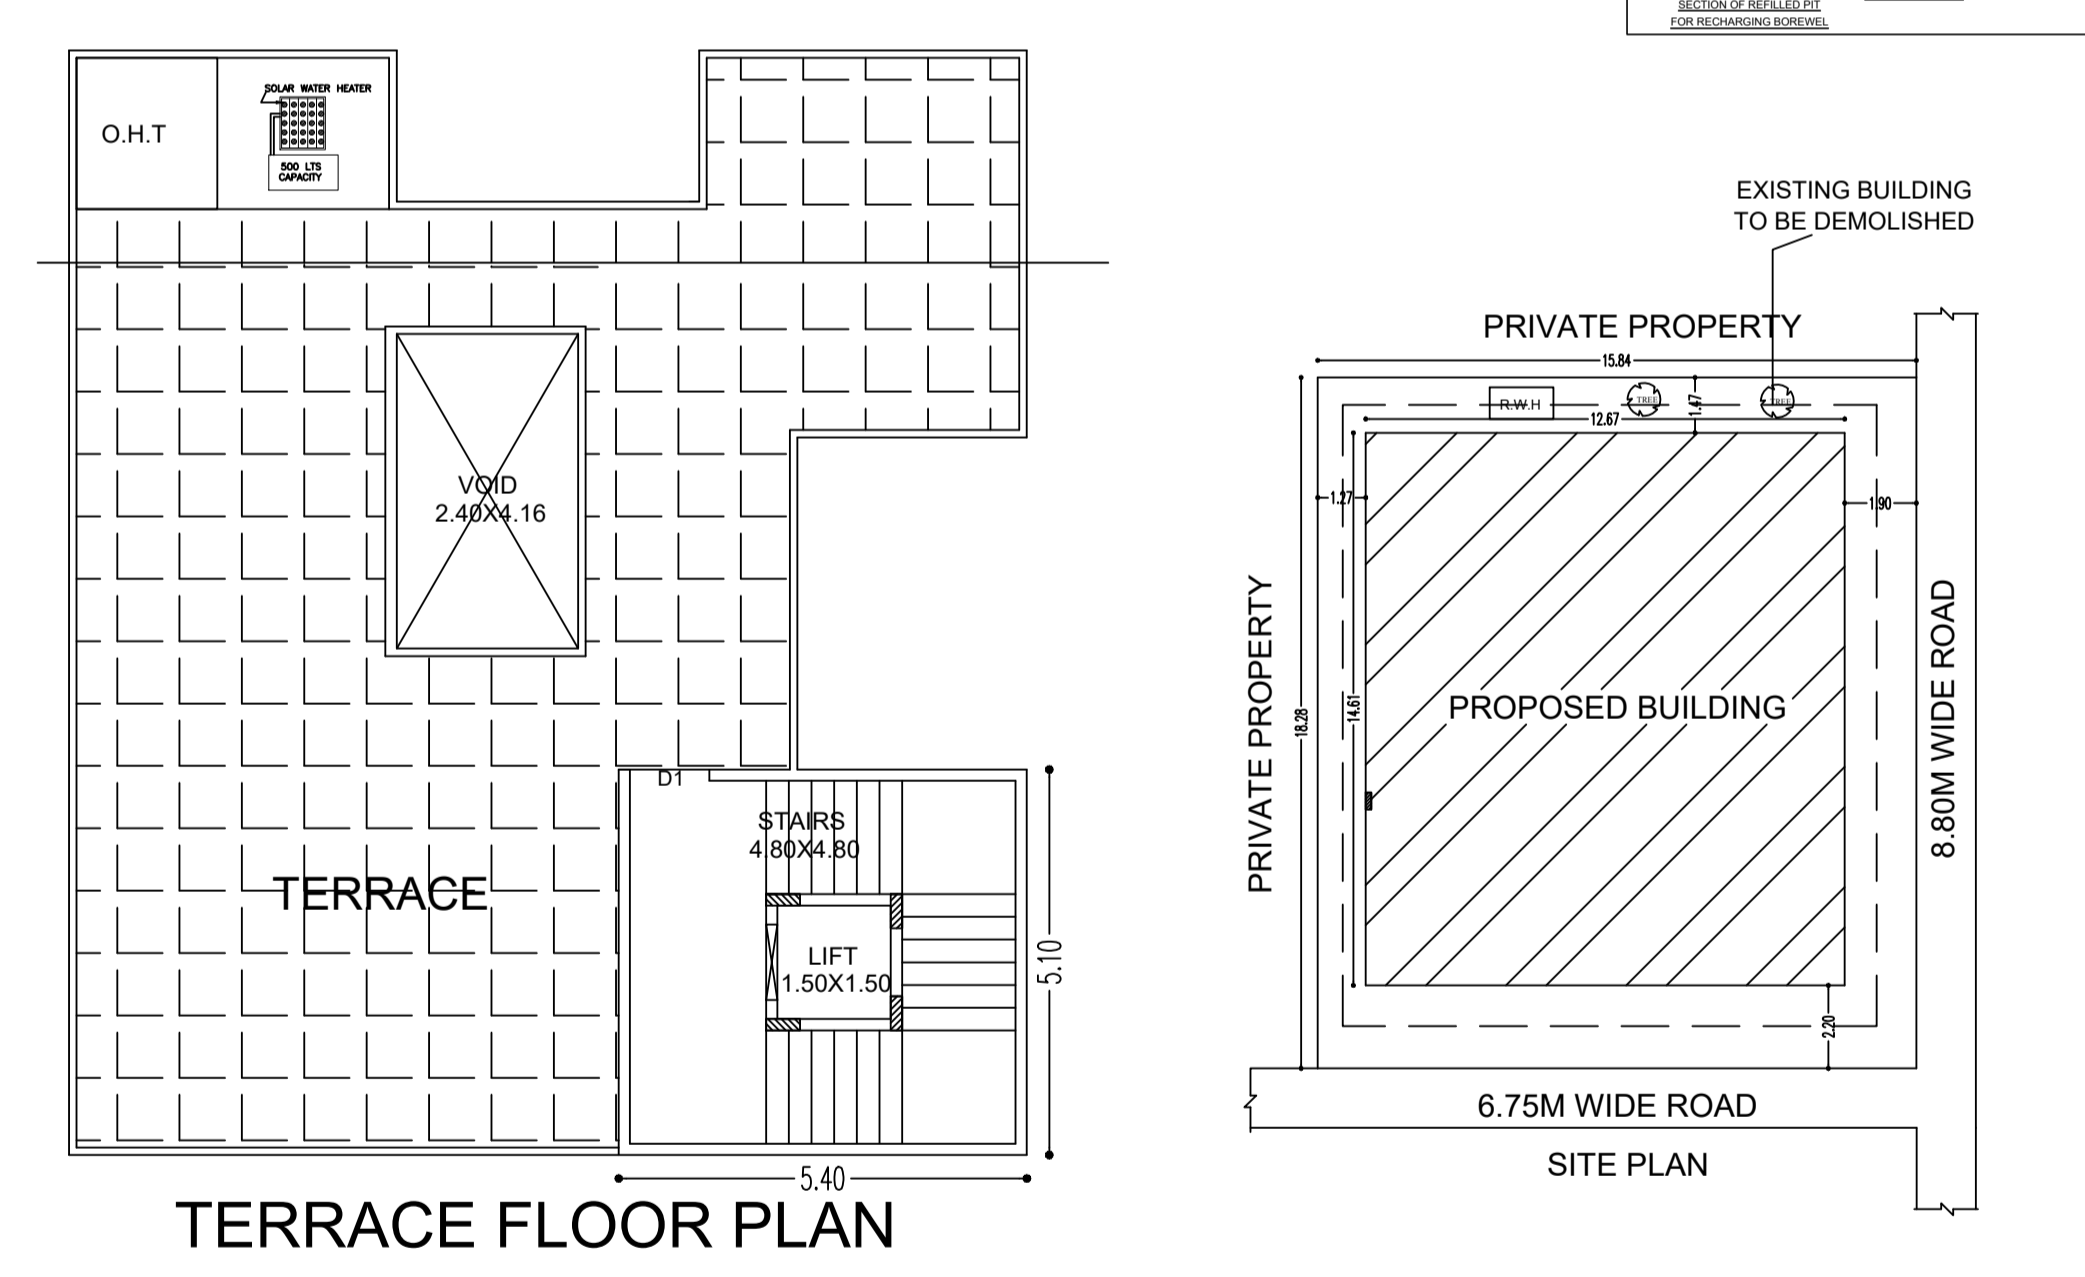 SECTION OF REFILLED PIT
FOR RECHARGING BOREWEL
SOLAR WATER HEATER
O.H.T
500 LTS
CAPACITY
VOID
2.40X4.16
D1
STAIRS
4.80X4.80
TERRACE
LIFT
1.50X1.50
5.10
5.40
TERRACE FLOOR PLAN
EXISTING BUILDING
TO BE DEMOLISHED
PRIVATE PROPERTY
15.84
R.W.H
TREE
1.47
TREE
12.67
1.27
1.90
PRIVATE PROPERTY
18.28
14.61
PROPOSED BUILDING
8.80M WIDE ROAD
2.20
6.75M WIDE ROAD
SITE PLAN